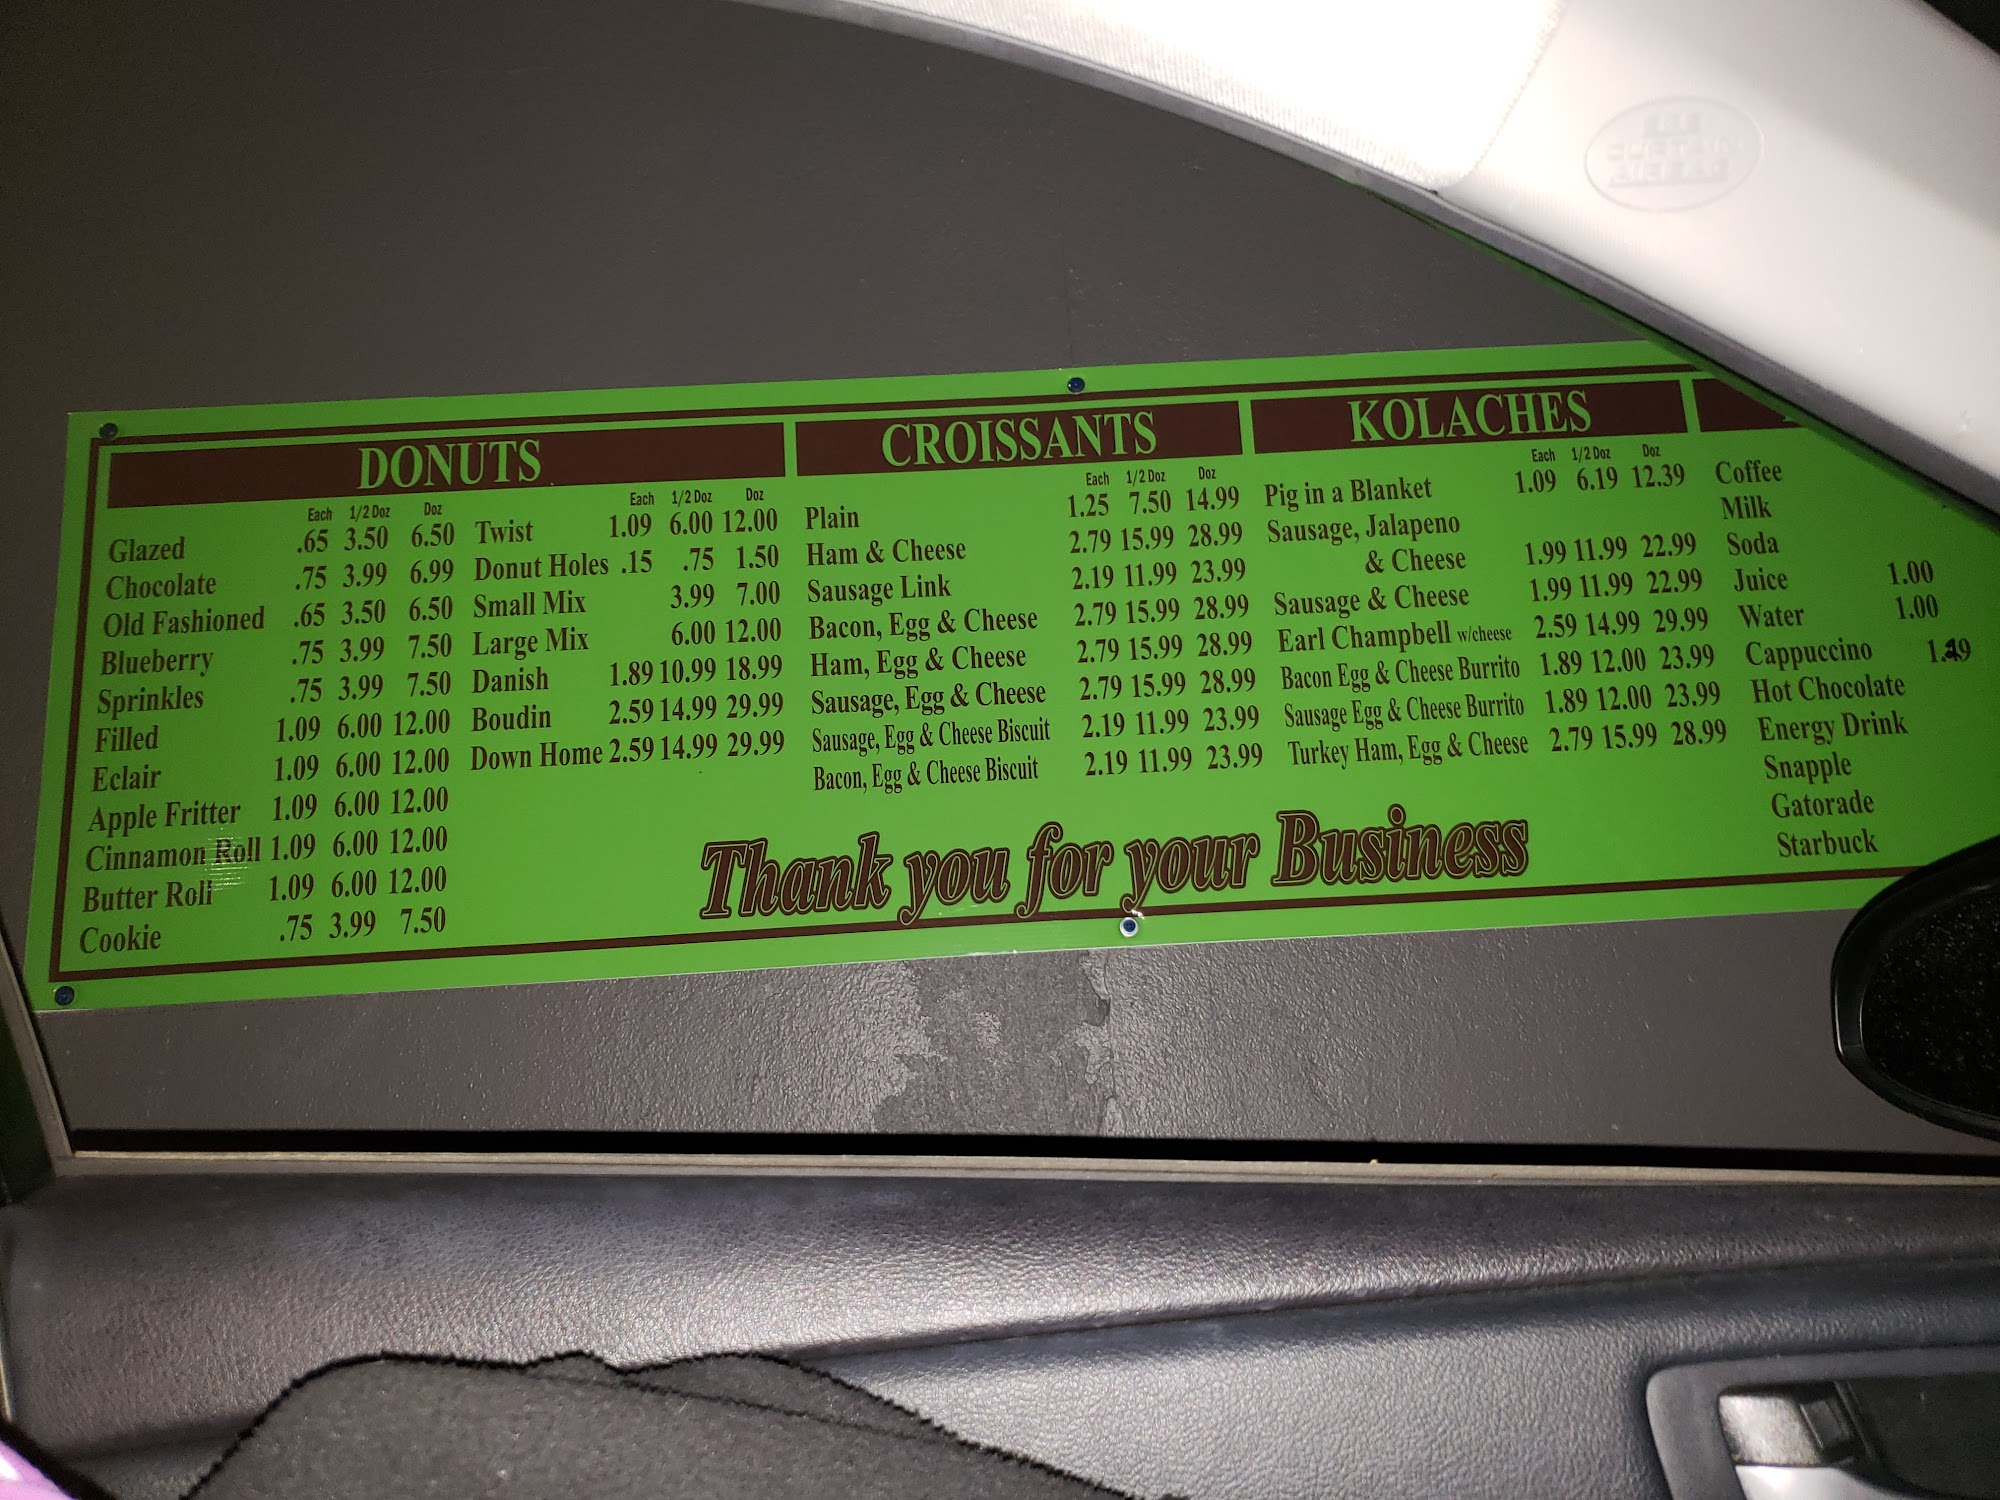 SRS
CURTAIN
AIRBAG
DONUTS
Each 1/2 Doz Doz
Glazed .65 3.50 6.50
Chocolate .75 3.99 6.99
Old Fashioned .65 3.50 6.50
Blueberry .75 3.99 7.50
Sprinkles .75 3.99 7.50
Filled 1.09 6.00 12.00
Eclair 1.09 6.00 12.00
Apple Fritter 1.09 6.00 12.00
Cinnamon Roll 1.09 6.00 12.00
Butter Roll 1.09 6.00 12.00
Cookie .75 3.99 7.50
Each 1/2 Doz Doz
Twist 1.09 6.00 12.00
Donut Holes .15 .75 1.50
Small Mix 3.99 7.00
Large Mix 6.00 12.00
Danish 1.89 10.99 18.99
Boudin 2.59 14.99 29.99
Down Home 2.59 14.99 29.99
CROISSANTS
Each 1/2 Doz Doz
Plain 1.25 7.50 14.99
Ham & Cheese 2.79 15.99 28.99
Sausage Link 2.19 11.99 23.99
Bacon, Egg & Cheese 2.79 15.99 28.99
Ham, Egg & Cheese 2.79 15.99 28.99
Sausage, Egg & Cheese 2.79 15.99 28.99
Sausage, Egg & Cheese Biscuit 2.19 11.99 23.99
Bacon, Egg & Cheese Biscuit 2.19 11.99 23.99
KOLACHES
Each 1/2 Doz Doz
Pig in a Blanket 1.09 6.19 12.39
Sausage, Jalapeno
& Cheese 1.99 11.99 22.99
Sausage & Cheese 1.99 11.99 22.99
Earl Champbell w/cheese 2.59 14.99 29.99
Bacon Egg & Cheese Burrito 1.89 12.00 23.99
Sausage Egg & Cheese Burrito 1.89 12.00 23.99
Turkey Ham, Egg & Cheese 2.79 15.99 28.99
Coffee
Milk
Soda
Juice 1.00
Water 1.00
Cappuccino
Hot Chocolate
Energy Drink
Snapple
Gatorade
Starbuck
Thank you for your Business